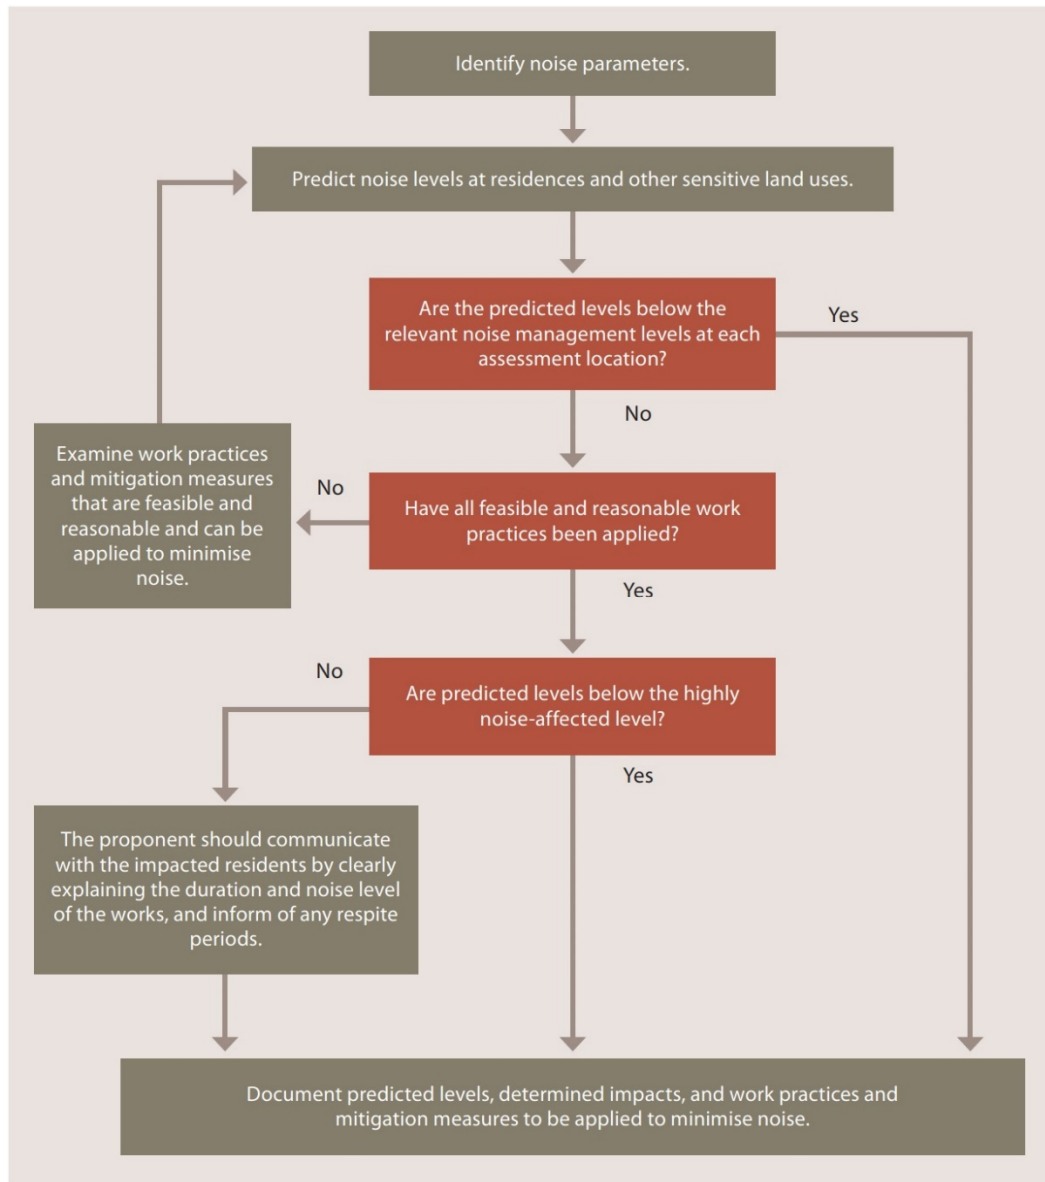 Identify noise parameters.
Predict noise levels at residences and other sensitive land uses.
Are the predicted levels below the
relevant noise management levels at each
assessment location?
Yes
No
Examine work practices
and mitigation measures
that are feasible and
reasonable and can be
applied to minimise
noise.
No
Have all feasible and reasonable work
practices been applied?
Yes
No
Are predicted levels below the highly
noise-affected level?
Yes
The proponent should communicate
with the impacted residents by clearly
explaining the duration and noise level
of the works, and inform of any respite
periods.
Document predicted levels, determined impacts, and work practices and
mitigation measures to be applied to minimise noise.